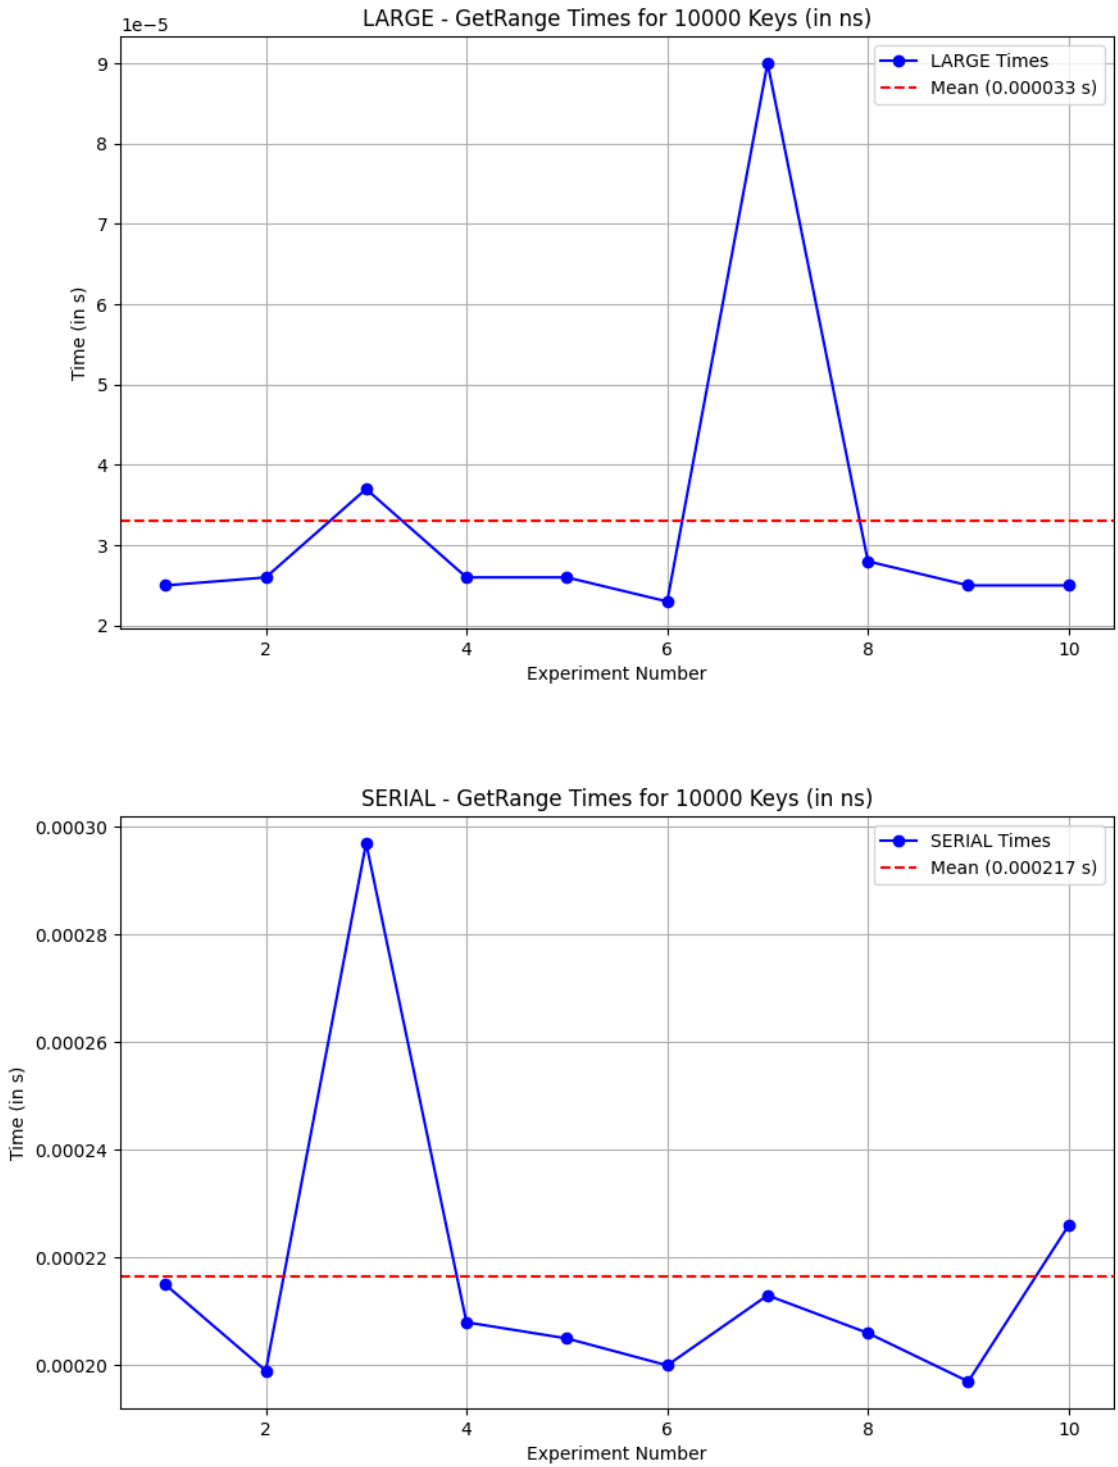 LARGE - GetRange Times for 10000 Keys (in ns)
1e−5
LARGE Times
Mean (0.000033 s)
9
8
7
6
5
4
3
2
Time (in s)
2 4 6 8 10
Experiment Number
SERIAL - GetRange Times for 10000 Keys (in ns)
SERIAL Times
Mean (0.000217 s)
0.00030
0.00028
0.00026
0.00024
0.00022
0.00020
Time (in s)
2 4 6 8 10
Experiment Number